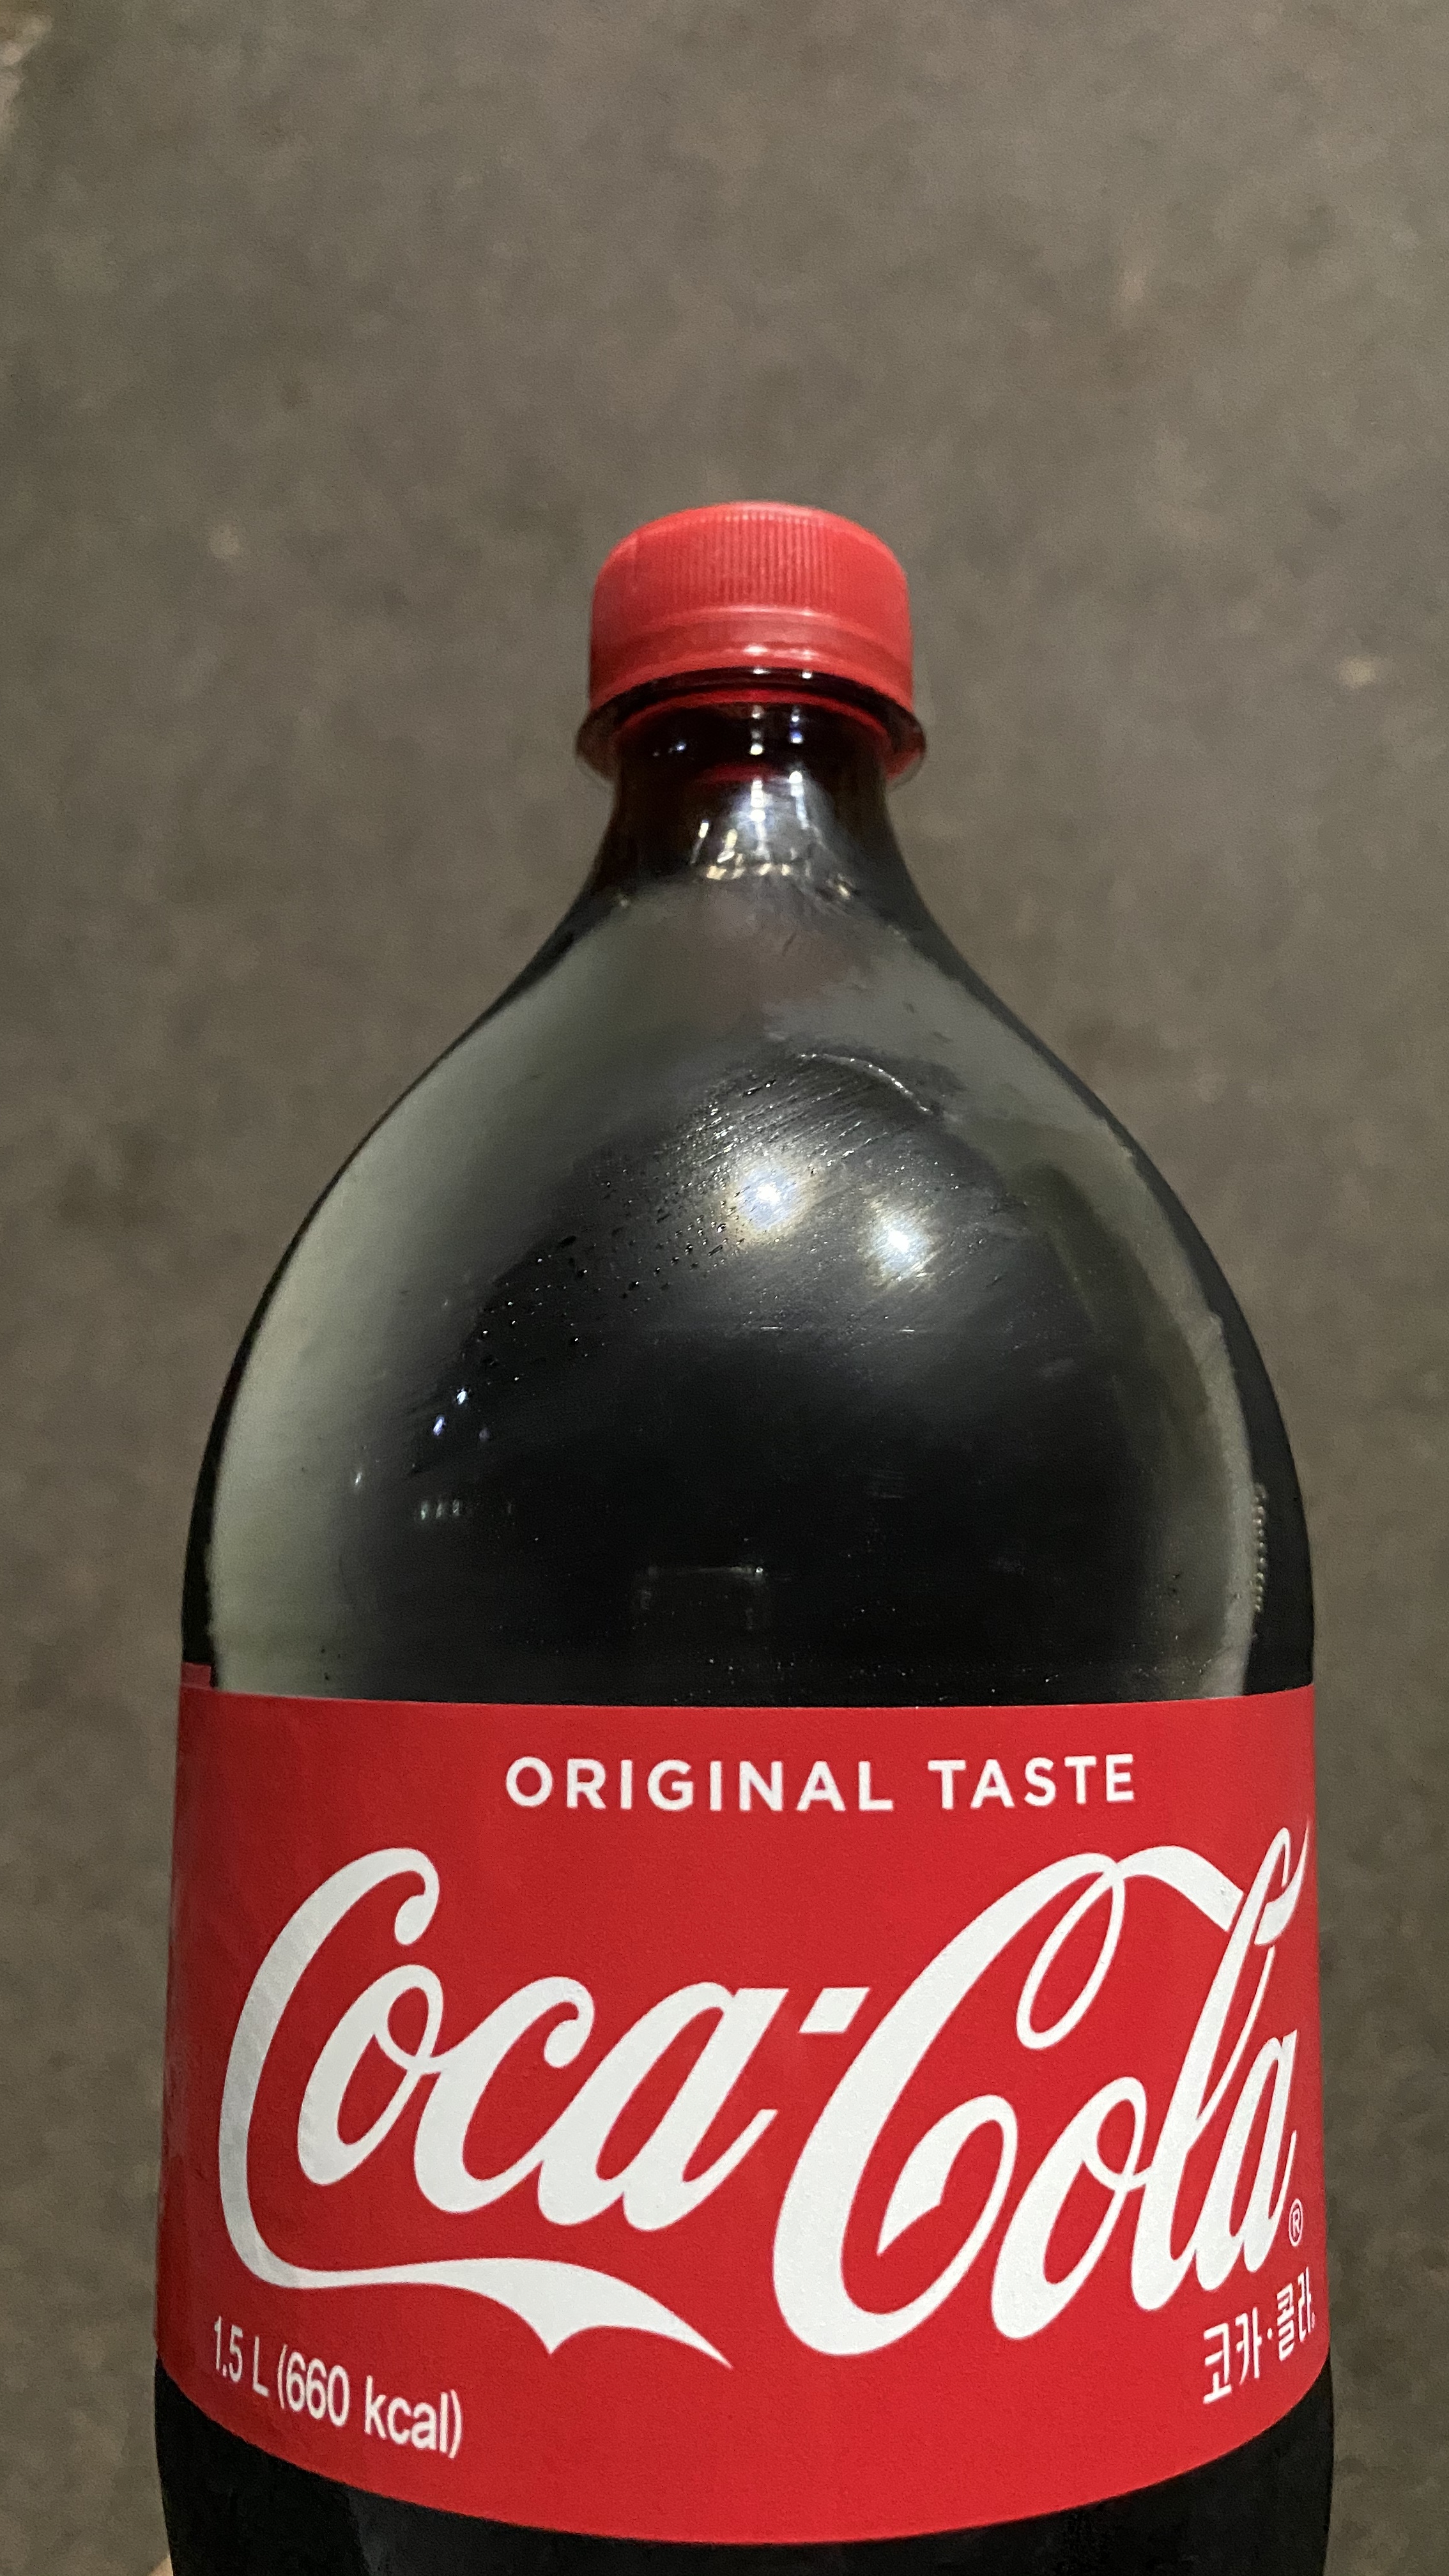 ORIGINAL TASTE
Coca-Cola®
코카·콜라
1.5 L (660 kcal)